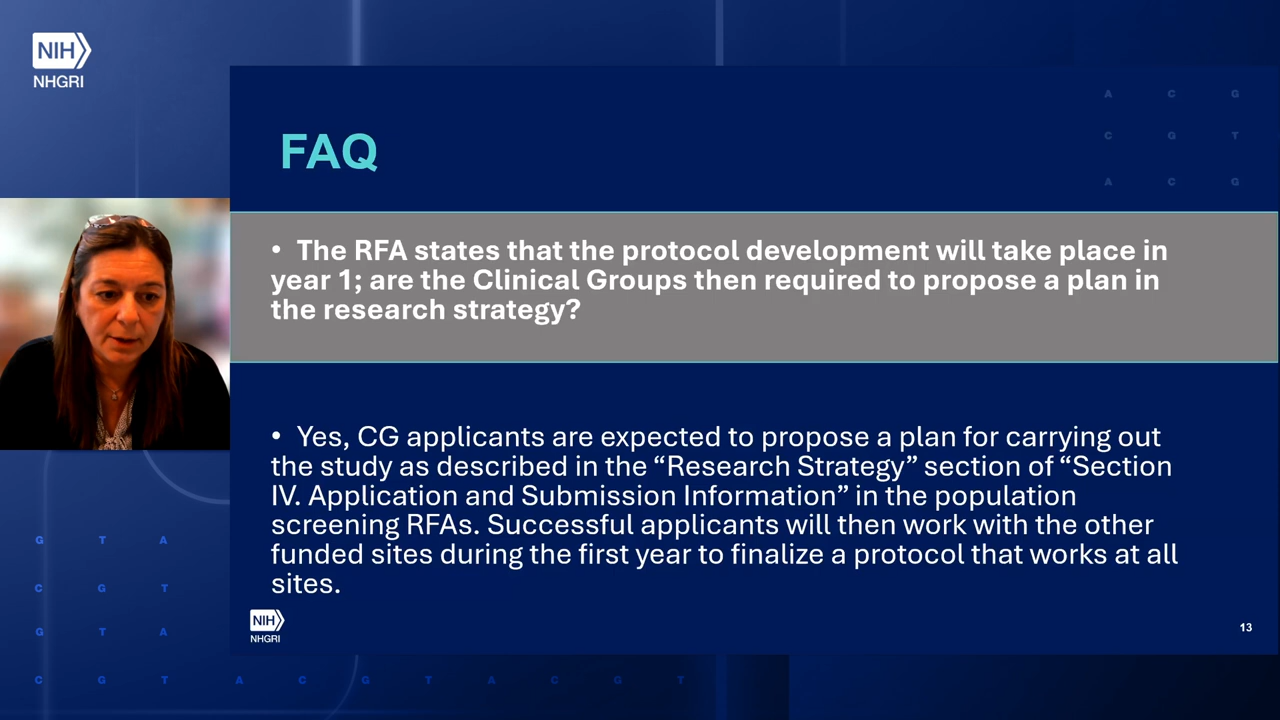 NIH
NHGRI
A C G
C G T
A C G
FAQ
• The RFA states that the protocol development will take place in
year 1; are the Clinical Groups then required to propose a plan in
the research strategy?
• Yes, CG applicants are expected to propose a plan for carrying out
the study as described in the “Research Strategy” section of “Section
IV. Application and Submission Information” in the population
screening RFAs. Successful applicants will then work with the other
funded sites during the first year to finalize a protocol that works at all
sites.
NIH
NHGRI
13
G T A
C G T
G T A
C G T A C G T A C G T